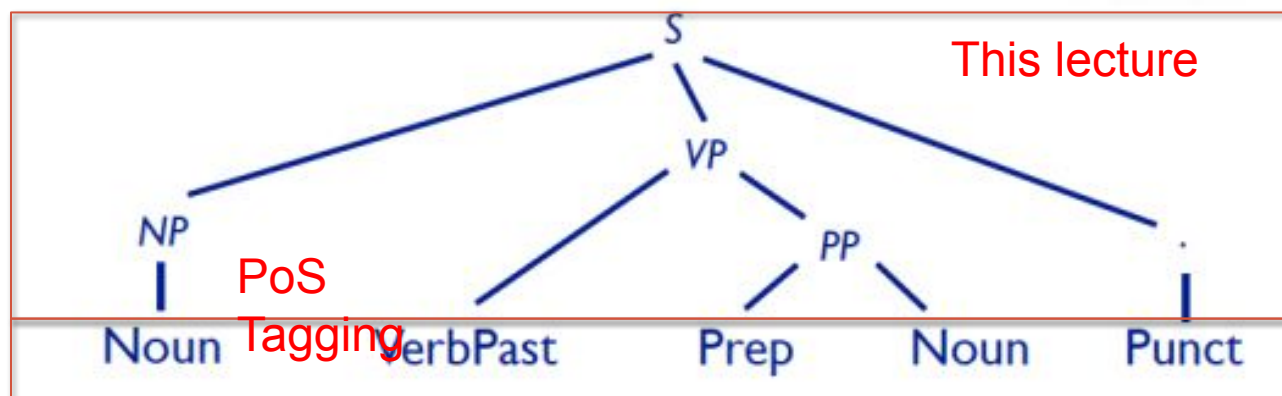 S
This lecture
VP
NP
PP
.
PoS
Tagging
Noun VerbPast Prep Noun Punct